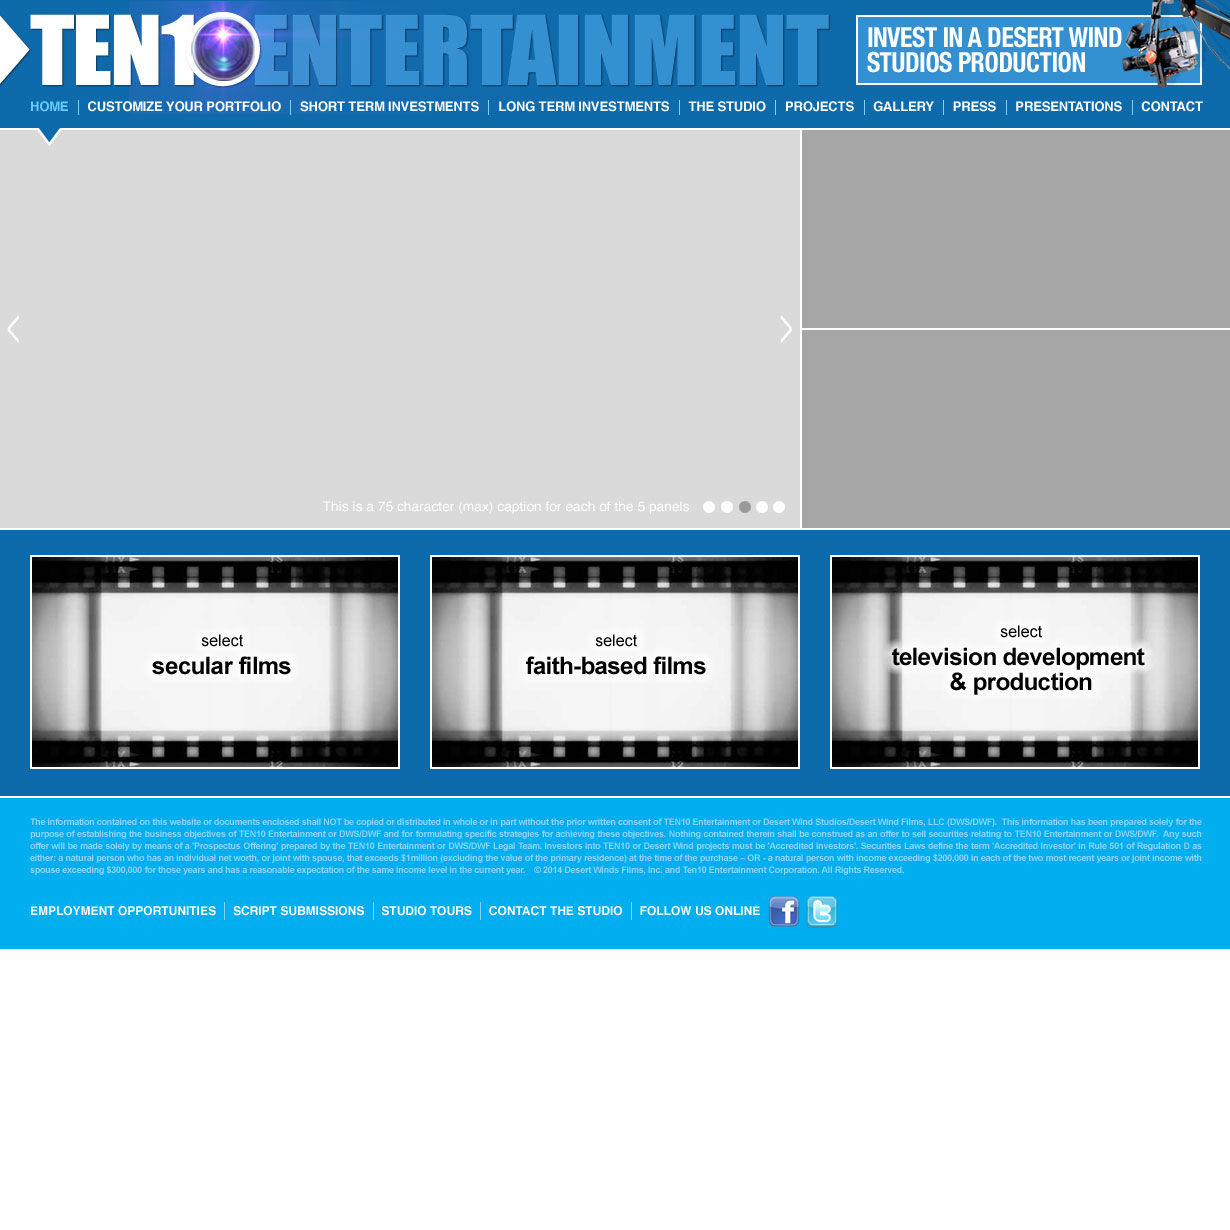 TEN10 ENTERTAINMENT
INVEST IN A DESERT WIND
STUDIOS PRODUCTION
HOME CUSTOMIZE YOUR PORTFOLIO SHORT TERM INVESTMENTS LONG TERM INVESTMENTS THE STUDIO PROJECTS GALLERY PRESS PRESENTATIONS CONTACT
This is a 75 character (max) caption for each of the 5 panels
select
secular films
select
faith-based films
select
television development
& production
The information contained on this website or documents enclosed shall NOT be copied or distributed in whole or in part without the prior written consent of TEN10 Entertainment or Desert Wind Studios/Desert Wind Films, LLC (DWS/DWF). This information has been prepared solely for the
purpose of establishing the business objectives of TEN10 Entertainment or DWS/DWF and for formulating specific strategies for achieving these objectives. Nothing contained therein shall be construed as an offer to sell securities relating to TEN10 Entertainment or DWS/DWF. Any such
offer will be made solely by means of a 'Prospectus Offering' prepared by the TEN10 Entertainment or DWS/DWF Legal Team. Investors into TEN10 or Desert Wind projects must be 'Accredited Investors'. Securities Laws define the term 'Accredited Investor' in Rule 501 of Regulation D as
either: a natural person who has an individual net worth, or joint with spouse, that exceeds $1million (excluding the value of the primary residence) at the time of the purchase – OR - a natural person with income exceeding $200,000 in each of the two most recent years or joint income with
spouse exceeding $300,000 for those years and has a reasonable expectation of the same income level in the current year. © 2014 Desert Winds Films, Inc. and Ten10 Entertainment Corporation. All Rights Reserved.
EMPLOYMENT OPPORTUNITIES SCRIPT SUBMISSIONS STUDIO TOURS CONTACT THE STUDIO FOLLOW US ONLINE